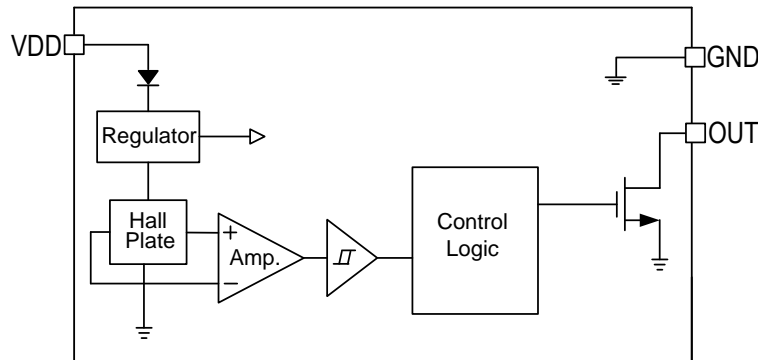 VDD
GND
Regulator
OUT
Hall
Plate
+
Amp.
−
Control
Logic